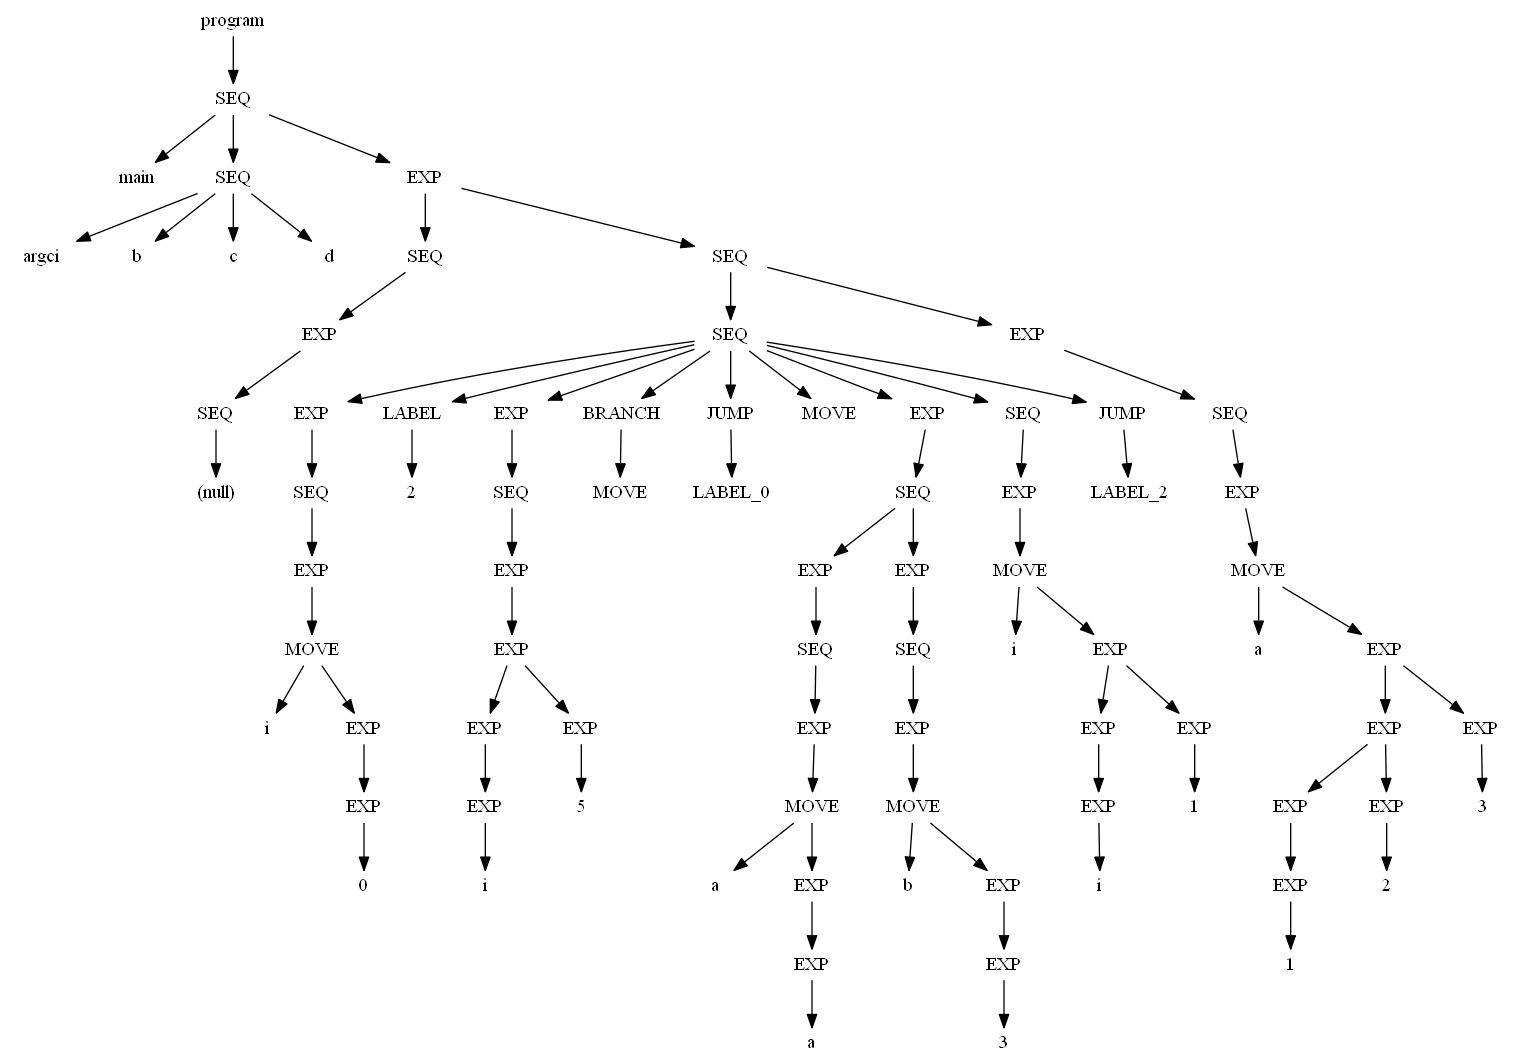 program
SEQ
main SEQ EXP
argci b c d SEQ SEQ
EXP SEQ EXP
SEQ EXP LABEL EXP BRANCH JUMP MOVE EXP SEQ JUMP SEQ
(null) SEQ 2 SEQ MOVE LABEL_0 SEQ EXP LABEL_2 EXP
EXP EXP EXP EXP MOVE MOVE
MOVE EXP SEQ SEQ i EXP a EXP
i EXP EXP EXP EXP EXP EXP EXP EXP EXP
EXP EXP 5 MOVE MOVE EXP 1 EXP EXP 3
0 i a EXP b EXP i EXP 2
EXP EXP 1
a 3